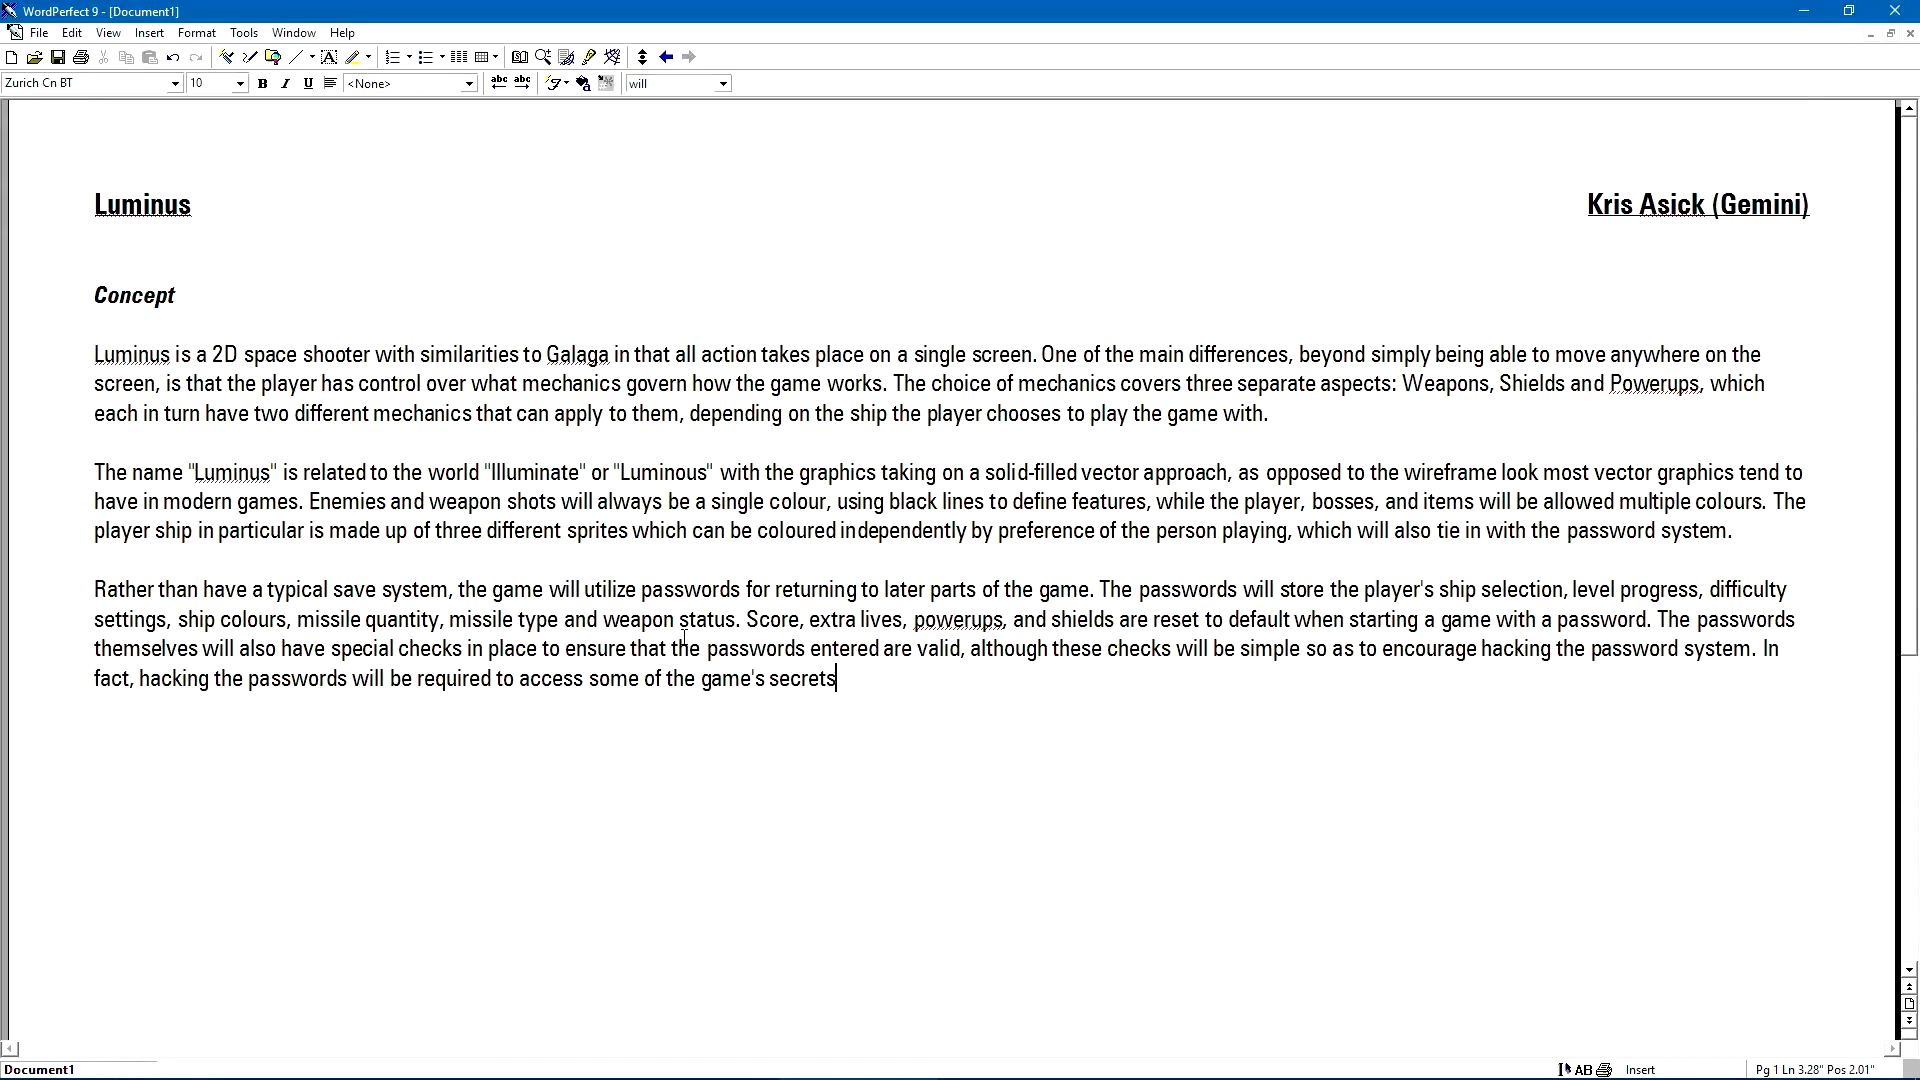 WordPerfect 9 - [Document1]
File Edit View Insert Format Tools Window Help
Zurich Cn BT 10 B I U <None> abc abc will
Luminus Kris Asick (Gemini)
Concept
Luminus is a 2D space shooter with similarities to Galaga in that all action takes place on a single screen. One of the main differences, beyond simply being able to move anywhere on the
screen, is that the player has control over what mechanics govern how the game works. The choice of mechanics covers three separate aspects: Weapons, Shields and Powerups, which
each in turn have two different mechanics that can apply to them, depending on the ship the player chooses to play the game with.
The name "Luminus" is related to the world "Illuminate" or "Luminous" with the graphics taking on a solid-filled vector approach, as opposed to the wireframe look most vector graphics tend to
have in modern games. Enemies and weapon shots will always be a single colour, using black lines to define features, while the player, bosses, and items will be allowed multiple colours. The
player ship in particular is made up of three different sprites which can be coloured independently by preference of the person playing, which will also tie in with the password system.
Rather than have a typical save system, the game will utilize passwords for returning to later parts of the game. The passwords will store the player's ship selection, level progress, difficulty
settings, ship colours, missile quantity, missile type and weapon status. Score, extra lives, powerups, and shields are reset to default when starting a game with a password. The passwords
themselves will also have special checks in place to ensure that the passwords entered are valid, although these checks will be simple so as to encourage hacking the password system. In
fact, hacking the passwords will be required to access some of the game's secrets
Document1 AB Insert Pg 1 Ln 3.28" Pos 2.01"